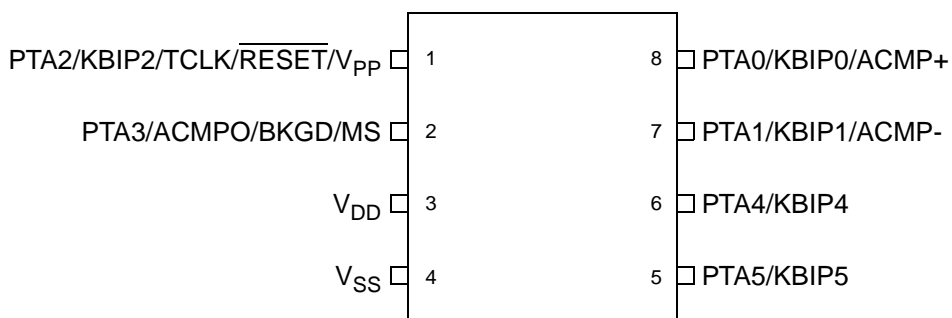 PTA2/KBIP2/TCLK/RESET/VPP 1 8 PTA0/KBIP0/ACMP+
PTA3/ACMPO/BKGD/MS 2 7 PTA1/KBIP1/ACMP-
VDD 3 6 PTA4/KBIP4
VSS 4 5 PTA5/KBIP5